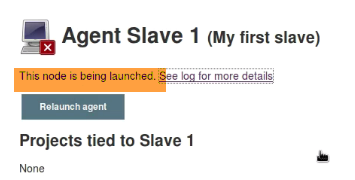 Agent Slave 1 (My first slave)
This node is being launched. See log for more details
Relaunch agent
Projects tied to Slave 1
None